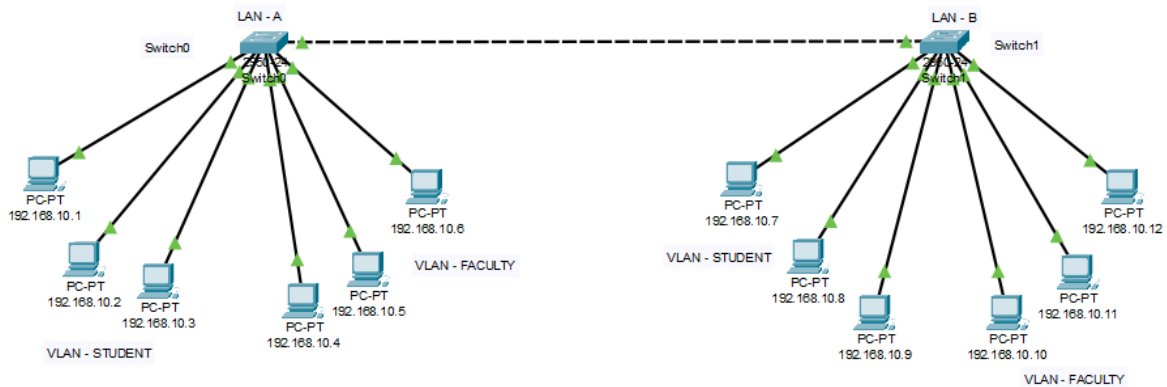 LAN - A
Switch0
2950-24
Switch0
PC-PT
192.168.10.1
PC-PT
192.168.10.2
PC-PT
192.168.10.3
VLAN - STUDENT
PC-PT
192.168.10.4
PC-PT
192.168.10.5
PC-PT
192.168.10.6
VLAN - FACULTY
LAN - B
Switch1
2950-24
Switch1
PC-PT
192.168.10.7
VLAN - STUDENT
PC-PT
192.168.10.8
PC-PT
192.168.10.9
PC-PT
192.168.10.10
PC-PT
192.168.10.11
PC-PT
192.168.10.12
VLAN - FACULTY